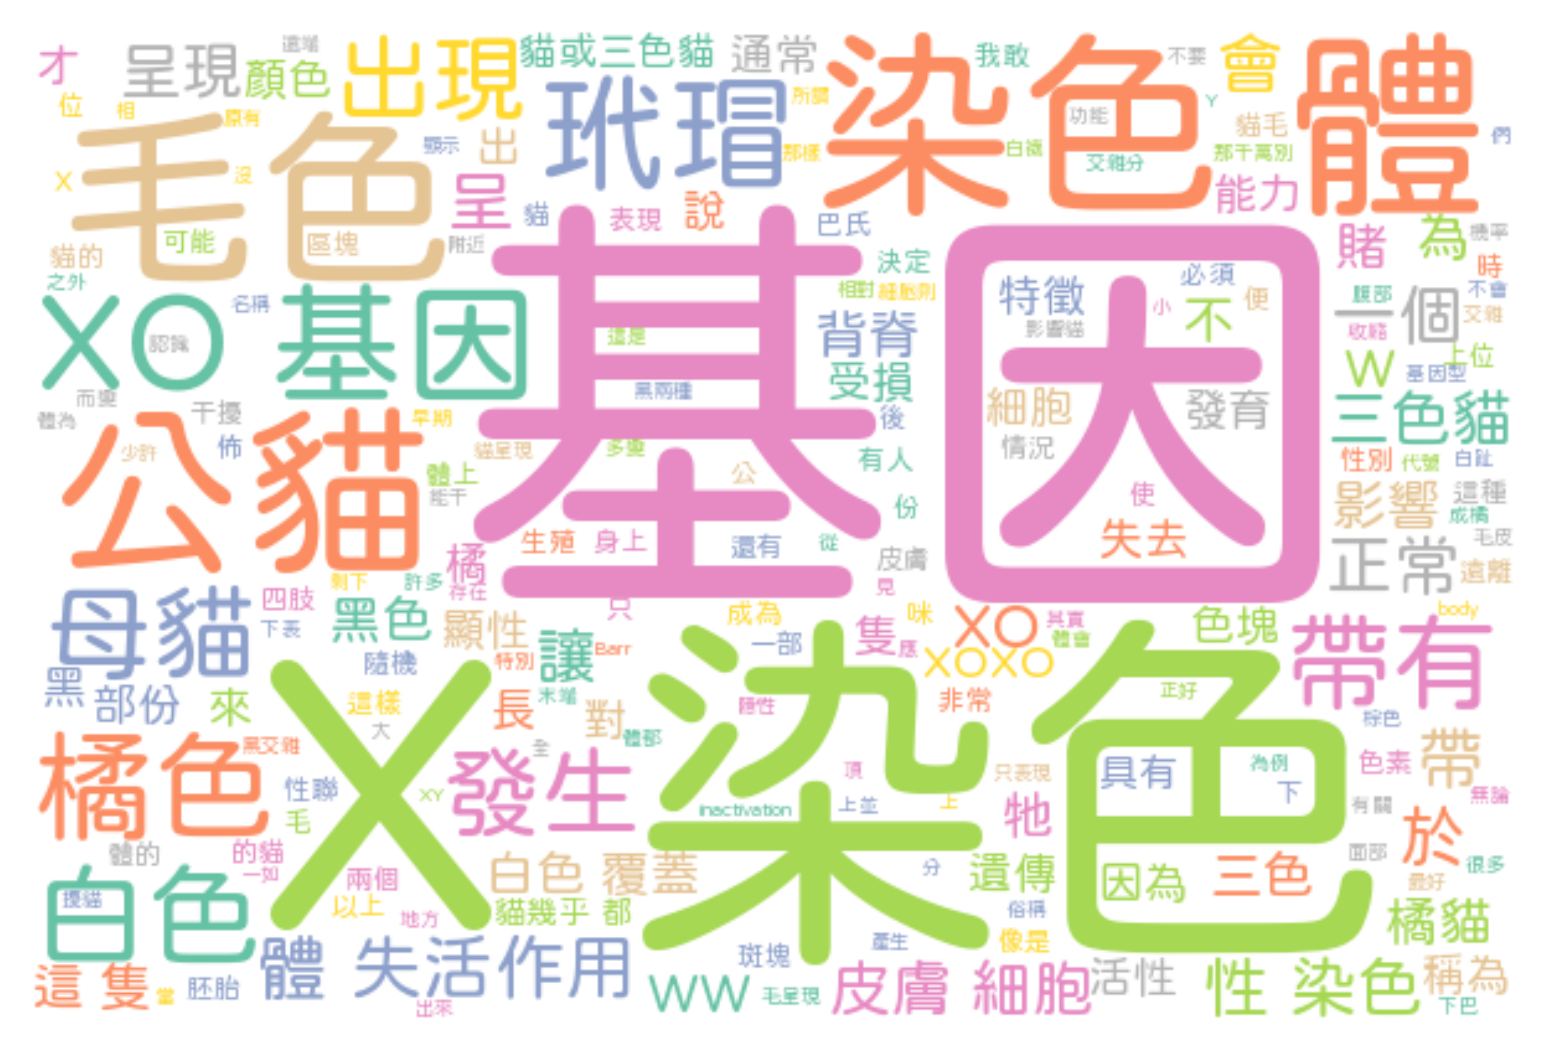 才
呈現
遠端
顏色
出現
貓或三色貓
通常
染色
我敢
不要
會
體
位
相
原有
毛色
顯示
出
玳瑁
所謂
那樣
白襪
功能
交雜分
Y
貓毛
那千萬別
們
X
沒
可能
區塊
呈
貓
表現
說
巴氏
能力
附近
貓的
之外
XO 基因
名稱
認識
基因
決定
相對
細胞則
特徵
影響貓
必須
小
不
便
賭
為
機率
時
腹部
不會
一個
收縮
交雜
上位
W
基因型
背脊
受損
這是
黑兩種
而變
體為
干擾
佈
早期
公貓
少許
貓呈現
多變
體上
能干
公
後
有人
份
細胞
情況
發育
使
失去
三色貓
性別
代號
白趾
影響
這種
成橘
正常
毛皮
遠離
生殖
身上
還有
從
皮膚
見
橘
存在
剩下
許多
只
母貓
四肢
下表
黑色
顯性
讓
Barr
特別
成為
一部
隻
應
咪
XO
其實
體會
XOXO
色塊
帶有
body
黑
部份
來
隨機
這樣
大
長
末端
對
體部
隱性
非常
正好
棕色
橘色
黑交雜
性聯
毛
X染色
XY
發生
全
inactivation
頂
上並
上
只表現
牠
具有
為例
下
色素
帶
有關
無論
體的
的貓
一如
兩個
以上
地方
白色 覆蓋
貓幾乎 都
分
遺傳
俗稱
因為
三色
面部
最好
於
很多
白色
擾貓
橘貓
這 隻
當
胚胎
體 失活作用
出來
斑塊
產生
像是
WW
毛呈現
皮膚 細胞
活性
性 染色
稱為
下巴